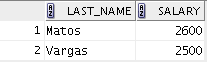 LAST_NAME SALARY
1 Matos 2600
2 Vargas 2500